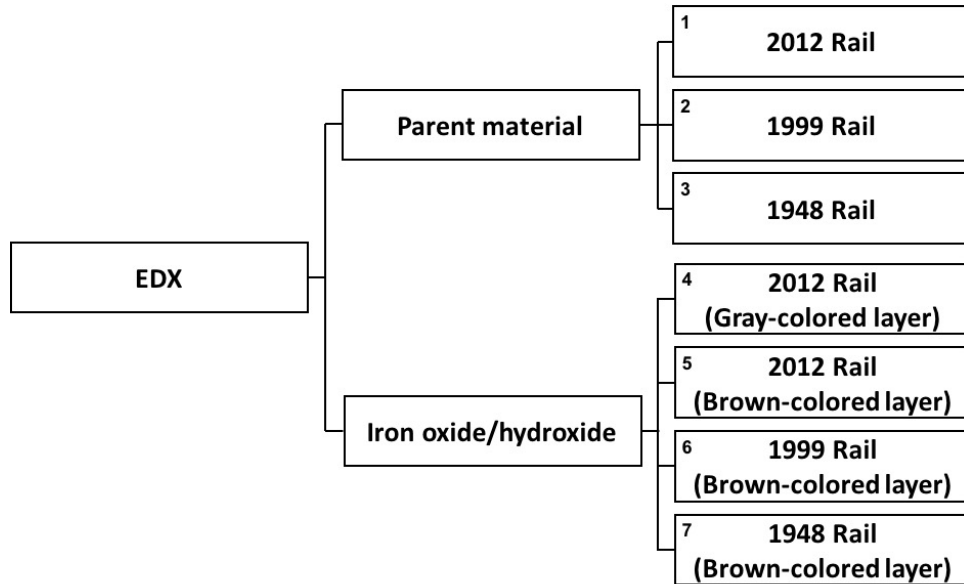 1
2012 Rail
Parent material
2
1999 Rail
3
1948 Rail
EDX
4
2012 Rail
(Gray-colored layer)
5
2012 Rail
(Brown-colored layer)
Iron oxide/hydroxide
6
1999 Rail
(Brown-colored layer)
7
1948 Rail
(Brown-colored layer)